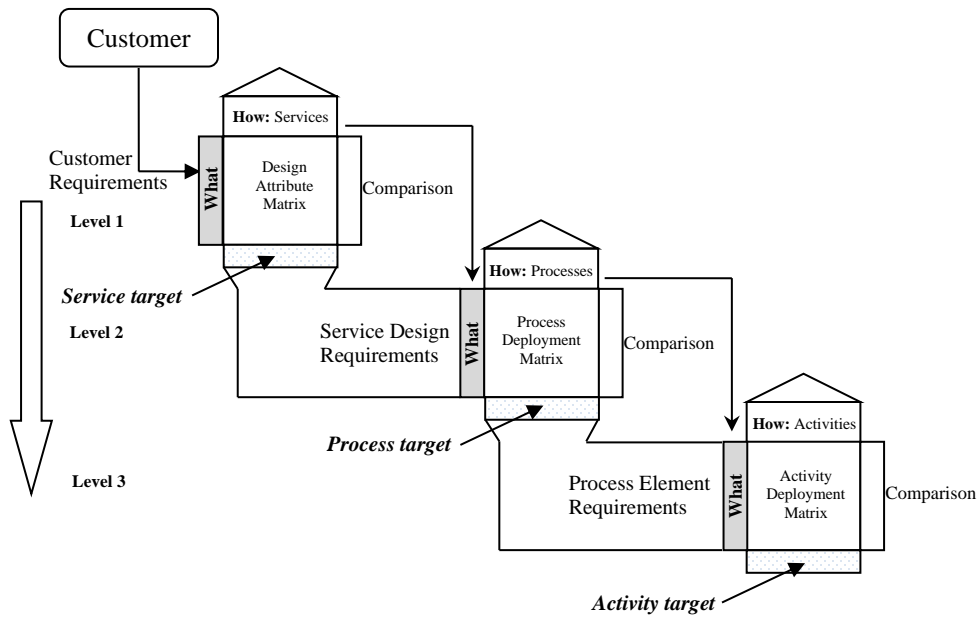 Customer
How: Services
Customer
Requirements
What
Design
Attribute
Matrix
Comparison
Level 1
Service target
How: Processes
Level 2
Service Design
Requirements
What
Process
Deployment
Matrix
Comparison
Process target
How: Activities
Level 3
Process Element
Requirements
What
Activity
Deployment
Matrix
Comparison
Activity target